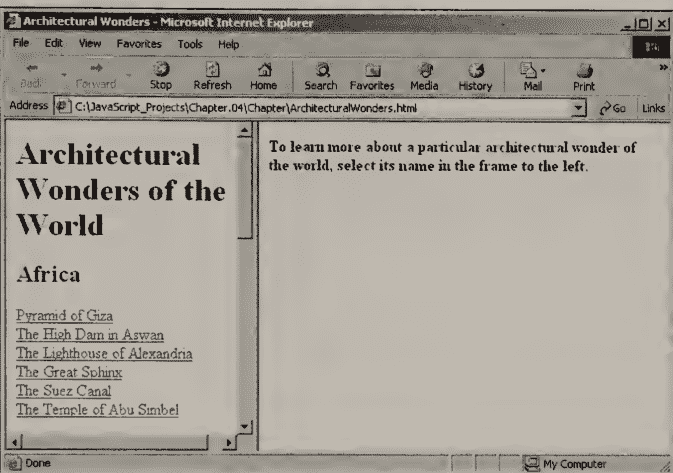 Architectural Wonders - Microsoft Internet Explorer
File Edit View Favorites Tools Help
Back Forward Stop Refresh Home Search Favorites Media History Mail Print »
Address C:\JavaScript_Projects\Chapter.04\Chapter\ArchitecturalWonders.html Go Links
Architectural
Wonders of the
World
Africa
Pyramid of Giza
The High Dam in Aswan
The Lighthouse of Alexandria
The Great Sphinx
The Suez Canal
The Temple of Abu Simbel
To learn more about a particular architectural wonder of
the world, select its name in the frame to the left.
Done My Computer